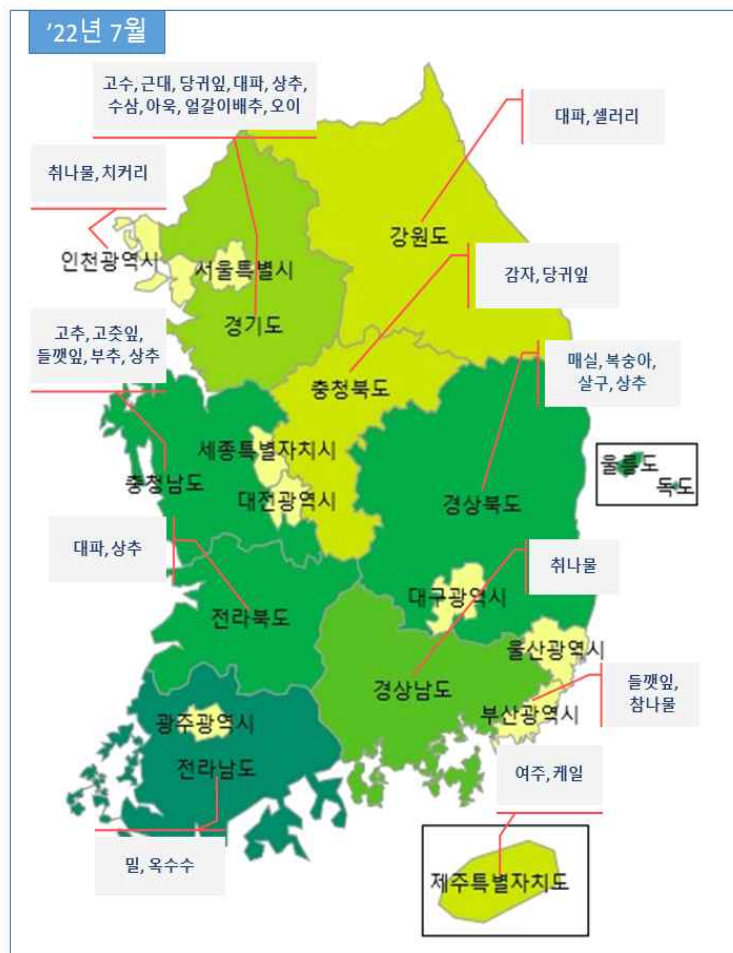 '22년 7월
고수, 근대, 당귀잎, 대파, 상추,
수삼, 아욱, 얼갈이배추, 오이
대파, 셀러리
취나물, 치커리
강원도
인천광역시
서울특별시
감자, 당귀잎
경기도
고추, 고춧잎,
들깻잎, 부추, 상추
매실, 복숭아,
살구, 상추
충청북도
세종특별자치시
울릉도
충청남도
독도
대전광역시
경상북도
대파, 상추
취나물
대구광역시
전라북도
울산광역시
경상남도
들깻잎,
참나물
부산광역시
광주광역시
전라남도
여주, 케일
밀, 옥수수
제주특별자치도